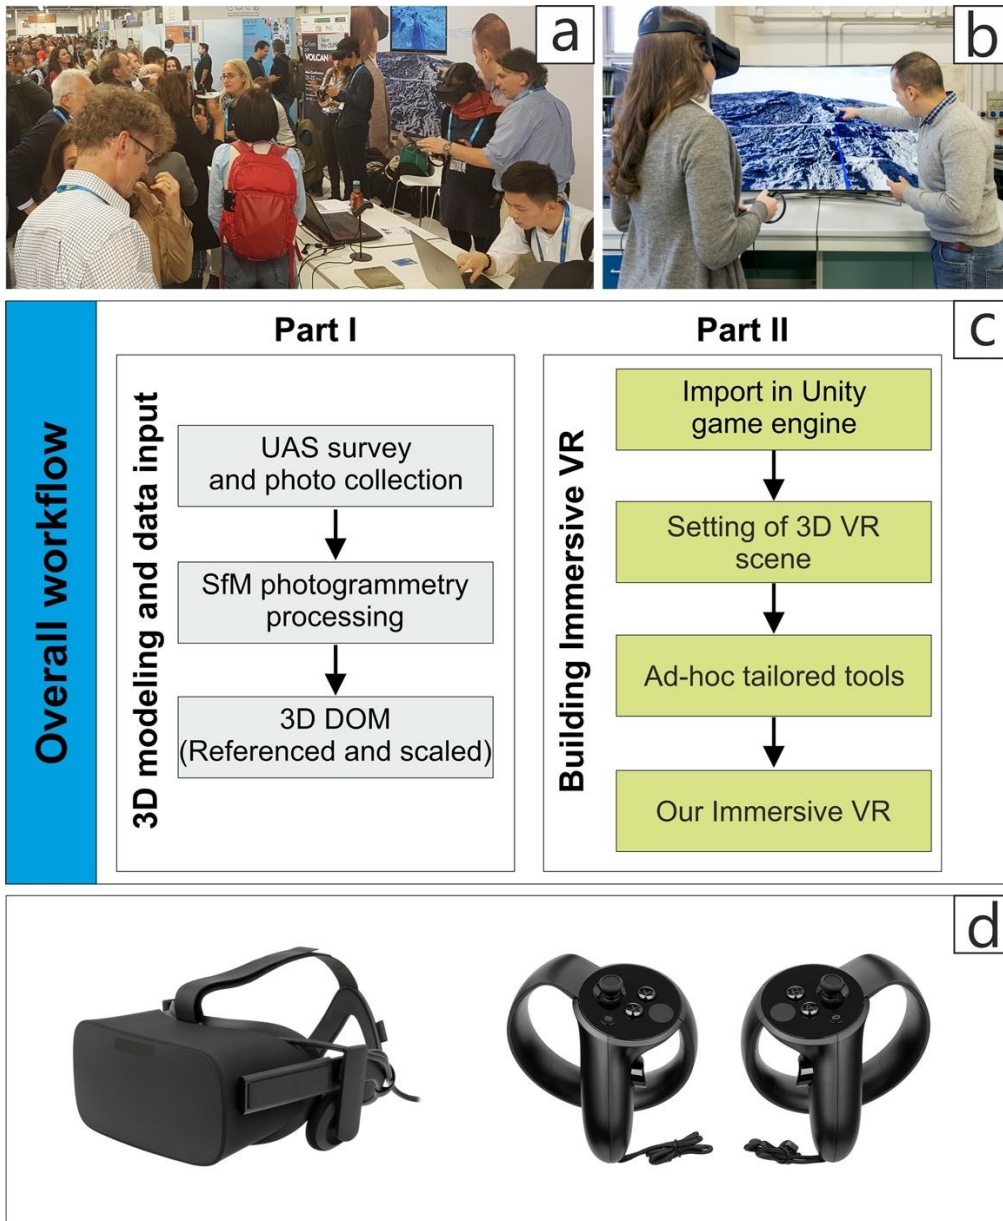 a
VOLCAN
b
c
Overall workflow
Part I
3D modeling and data input
UAS survey
and photo collection
SfM photogrammetry
processing
3D DOM
(Referenced and scaled)
Part II
Building Immersive VR
Import in Unity
game engine
Setting of 3D VR
scene
Ad-hoc tailored tools
Our Immersive VR
d